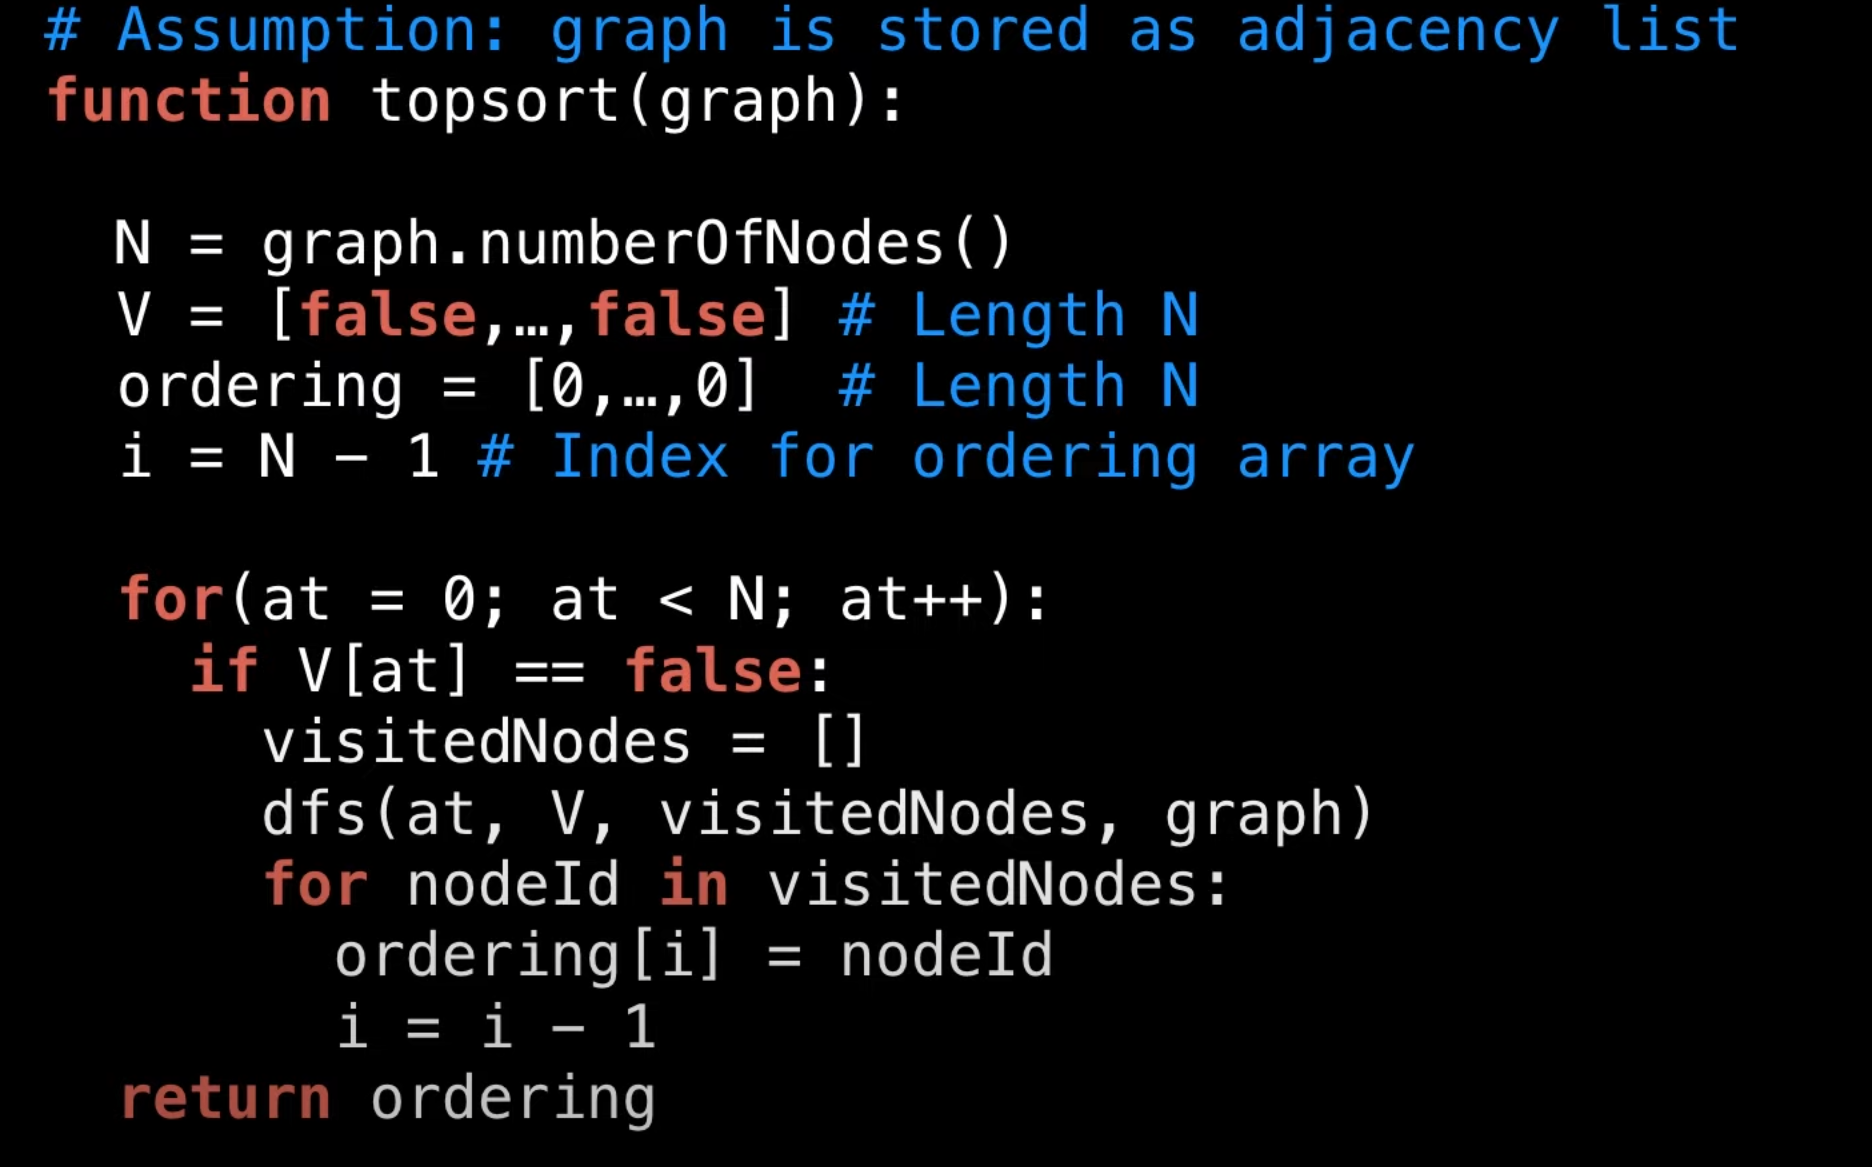 # Assumption: graph is stored as adjacency list
function topsort(graph):
N = graph.numberOfNodes()
V = [false,…,false] # Length N
ordering = [0,…,0] # Length N
i = N - 1 # Index for ordering array
for(at = 0; at < N; at++):
if V[at] == false:
visitedNodes = []
dfs(at, V, visitedNodes, graph)
for nodeId in visitedNodes:
ordering[i] = nodeId
i = i - 1
return ordering